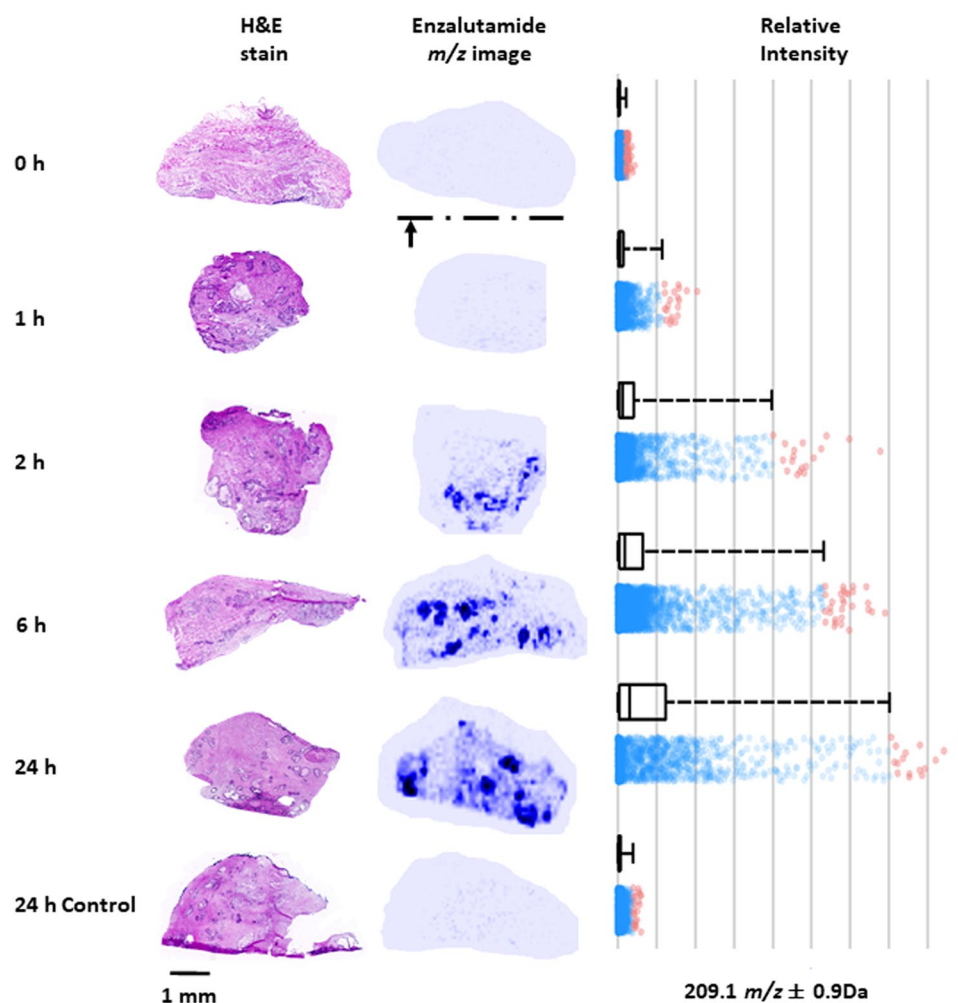 H&E
stain
Enzalutamide
m/z image
Relative
Intensity
0 h
1 h
2 h
6 h
24 h
24 h Control
1 mm
209.1 m/z ± 0.9Da